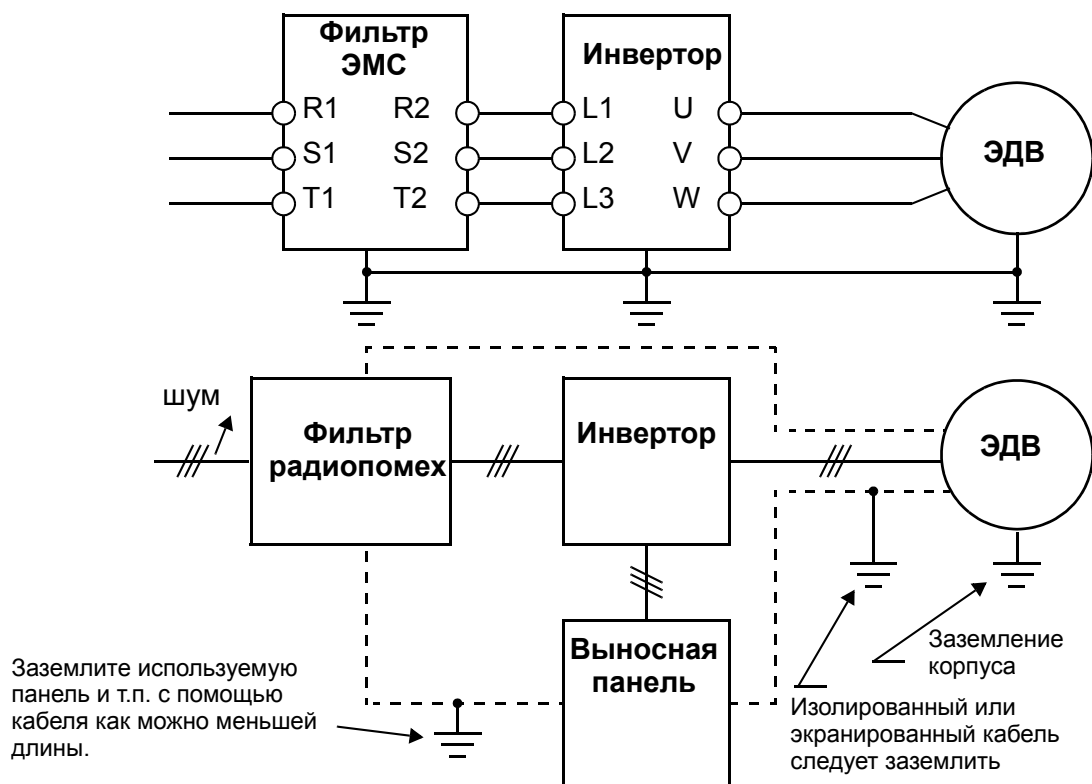 Фильтр
ЭМС
Инвертор
R1 R2 L1 U
S1 S2 L2 V
T1 T2 L3 W
ЭДВ
шум
Фильтр
радиопомех
Инвертор
ЭДВ
Выносная
панель
Заземлите используемую
панель и т.п. с помощью
кабеля как можно меньшей
длины.
Заземление
корпуса
Изолированный или
экранированный кабель
следует заземлить